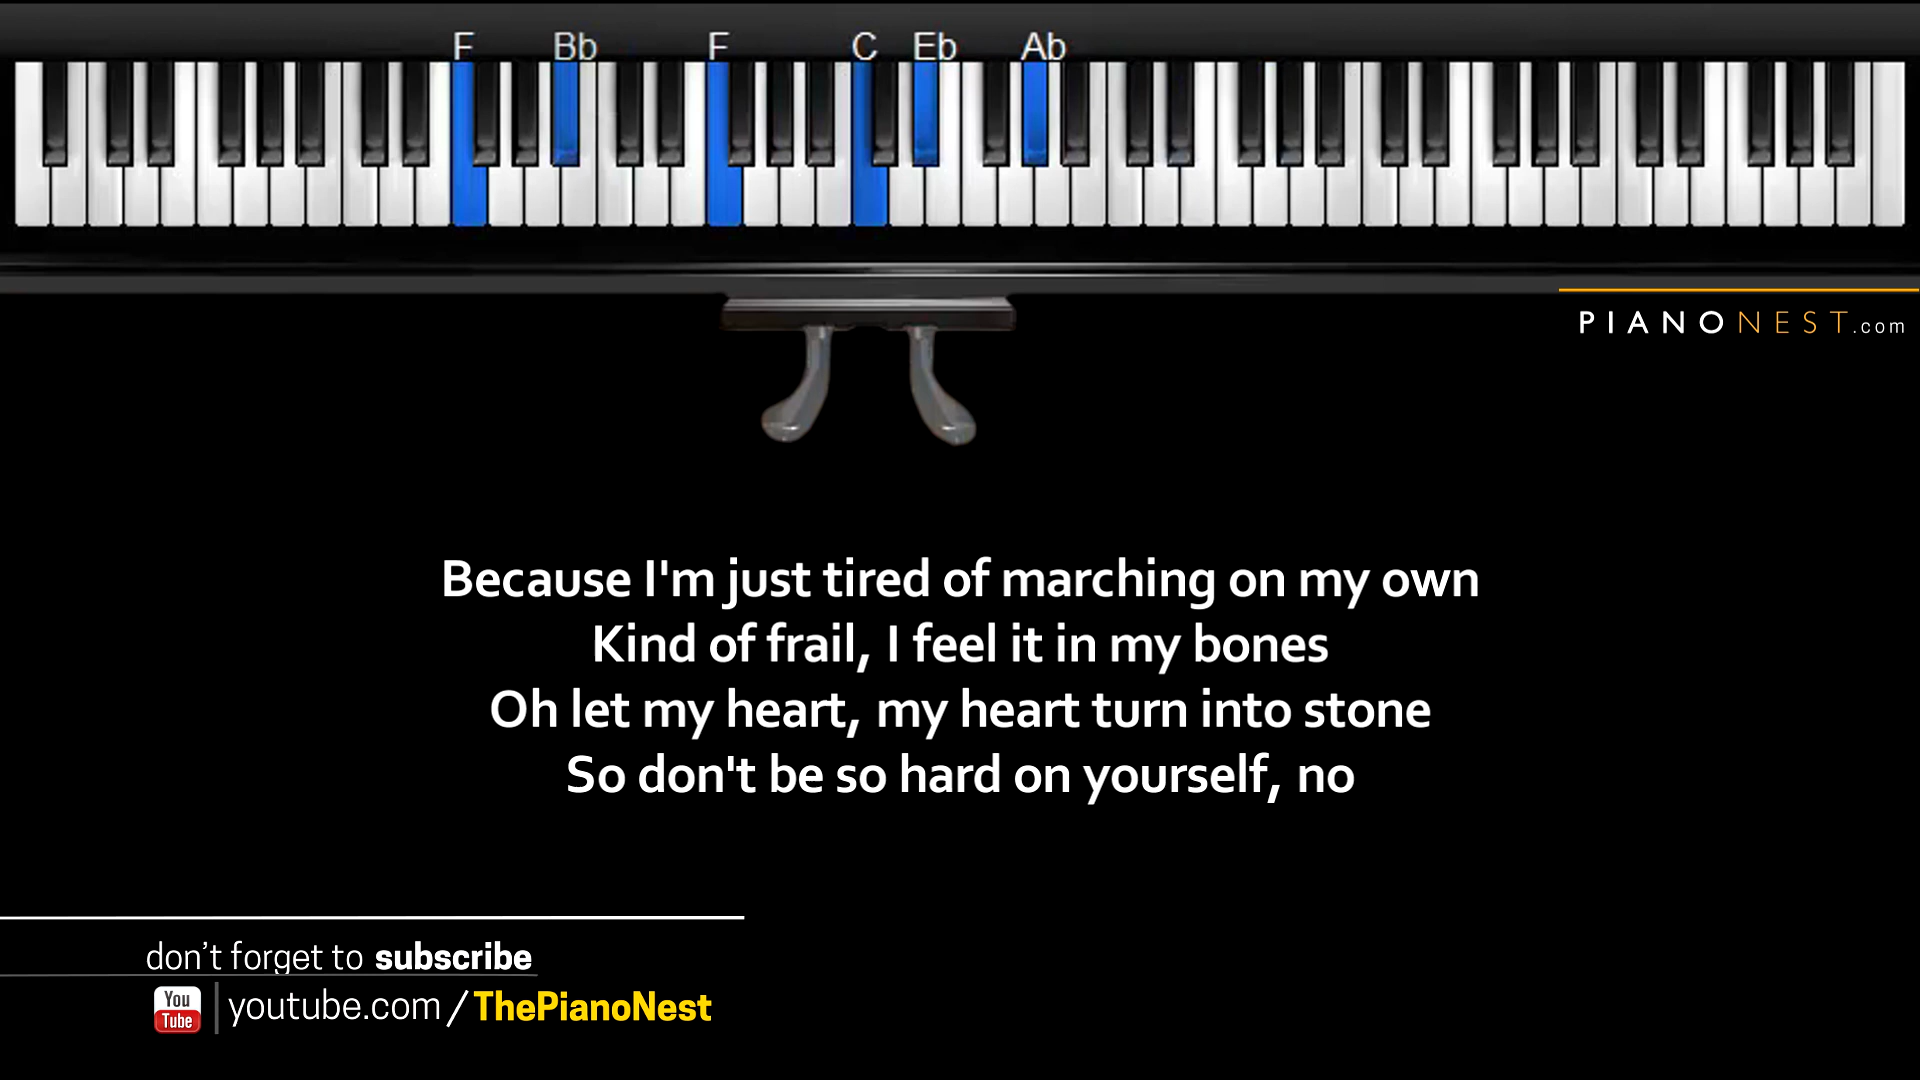 F Bb F C Eb Ab
PIANONEST.com
Because I'm just tired of marching on my own
Kind of frail, I feel it in my bones
Oh let my heart, my heart turn into stone
So don't be so hard on yourself, no
don't forget to subscribe
You
Tube
youtube.com/ThePianoNest